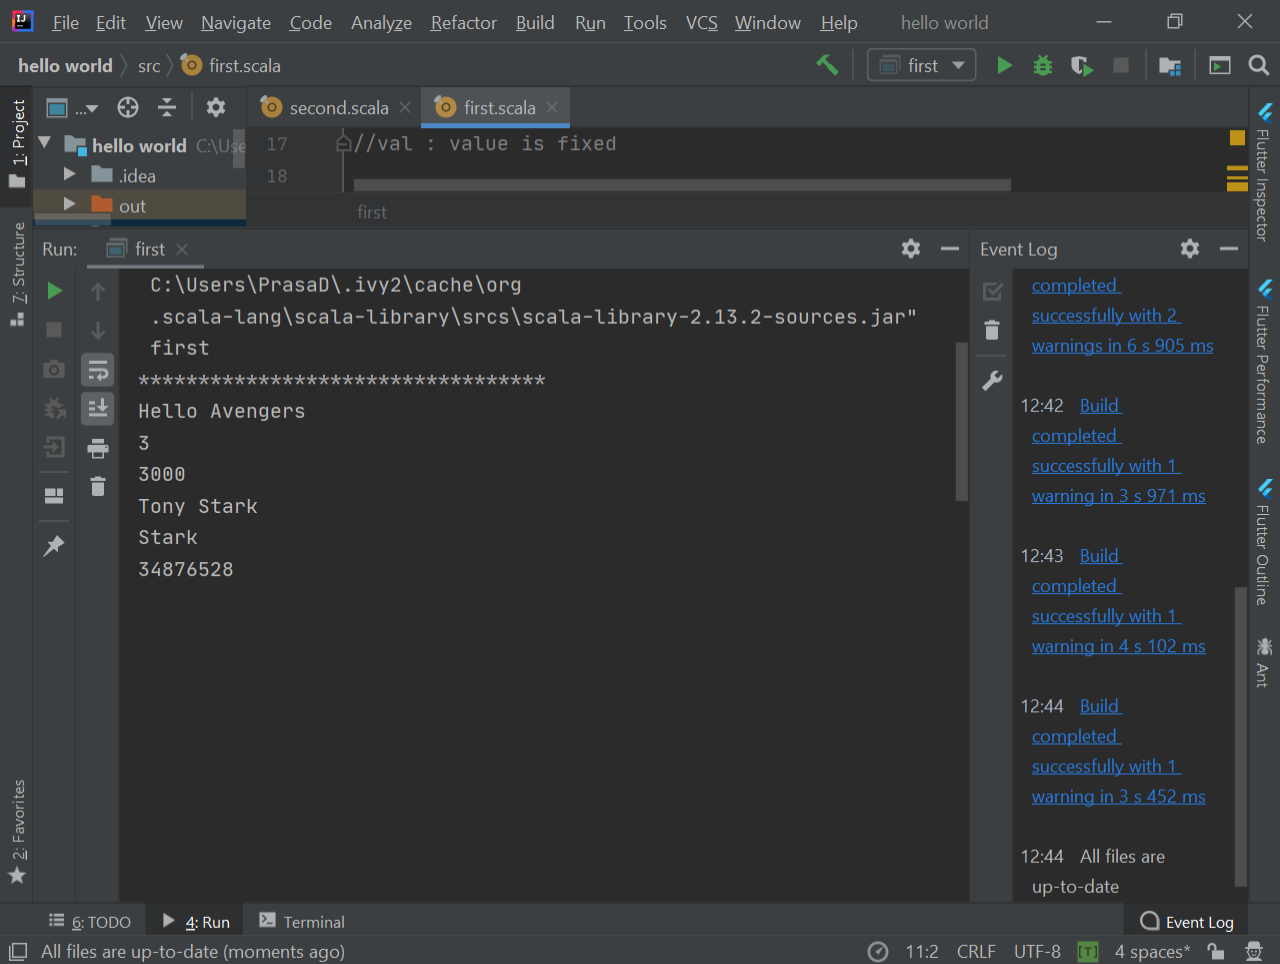 File Edit View Navigate Code Analyze Refactor Build Run Tools VCS Window Help hello world
hello world src first.scala first
1: Project
... second.scala first.scala
hello world C:\Use
.idea
out
17 //val : value is fixed
18
first
7: Structure
2: Favorites
Run: first
C:\Users\PrasaD\.ivy2\cache\org
.scala-lang\scala-library\srcs\scala-library-2.13.2-sources.jar"
first
**********************************
Hello Avengers
3
3000
Tony Stark
Stark
34876528
Event Log
completed
successfully with 2
warnings in 6 s 905 ms
12:42 Build
completed
successfully with 1
warning in 3 s 971 ms
12:43 Build
completed
successfully with 1
warning in 4 s 102 ms
12:44 Build
completed
successfully with 1
warning in 3 s 452 ms
12:44 All files are
up-to-date
Flutter Inspector
Flutter Performance
Flutter Outline
Ant
6: TODO 4: Run Terminal Event Log
All files are up-to-date (moments ago) 11:2 CRLF UTF-8 [T] 4 spaces*